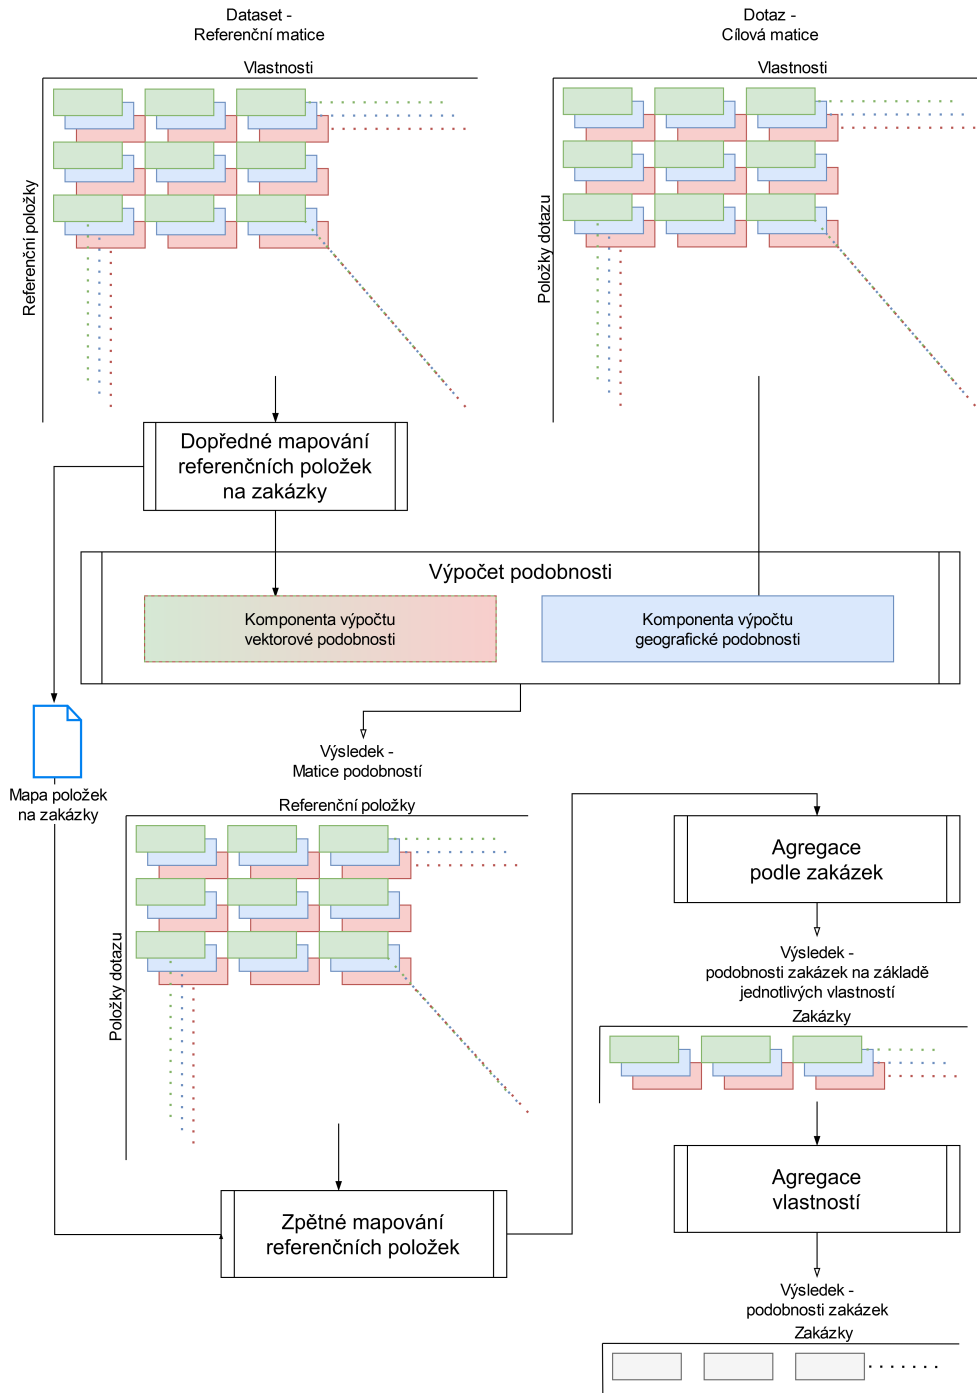 Dataset -
Referenční matice
Dotaz -
Cílová matice
Vlastnosti
Vlastnosti
Referenční položky
Položky dotazu
Dopředné mapování
referenčních položek
na zakázky
Výpočet podobnosti
Komponenta výpočtu
vektorové podobnosti
Komponenta výpočtu
geografické podobnosti
Výsledek -
Matice podobností
Mapa položek
na zakázky
Referenční položky
Položky dotazu
Agregace
podle zakázek
Výsledek -
podobnosti zakázek na základě
jednotlivých vlastností
Zakázky
Agregace
vlastností
Zpětné mapování
referenčních položek
Výsledek -
podobnosti zakázek
Zakázky